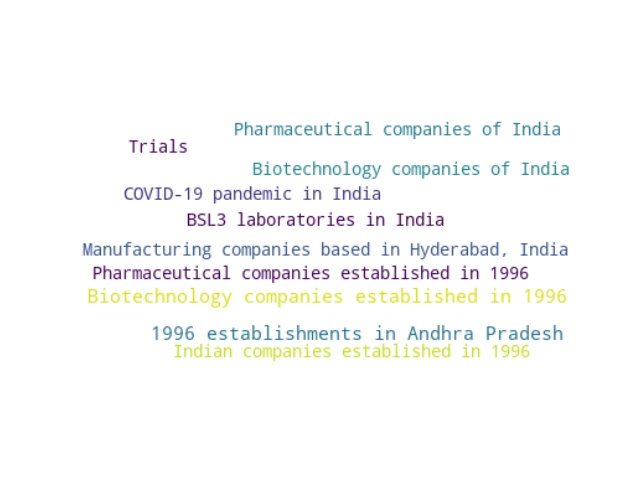 Pharmaceutical companies of India
Trials
Biotechnology companies of India
COVID-19 pandemic in India
BSL3 laboratories in India
Manufacturing companies based in Hyderabad, India
Pharmaceutical companies established in 1996
Biotechnology companies established in 1996
1996 establishments in Andhra Pradesh
Indian companies established in 1996